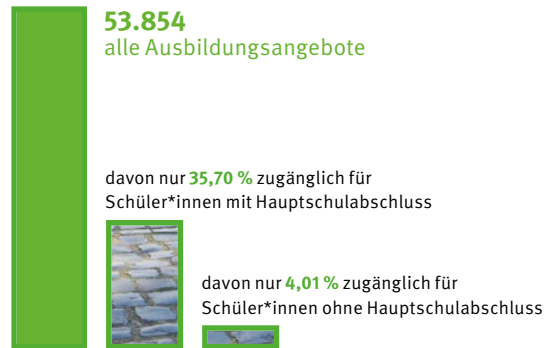 53.854
alle Ausbildungsangebote
davon nur 35,70 % zugänglich für
Schüler*innen mit Hauptschulabschluss
davon nur 4,01 % zugänglich für
Schüler*innen ohne Hauptschulabschluss